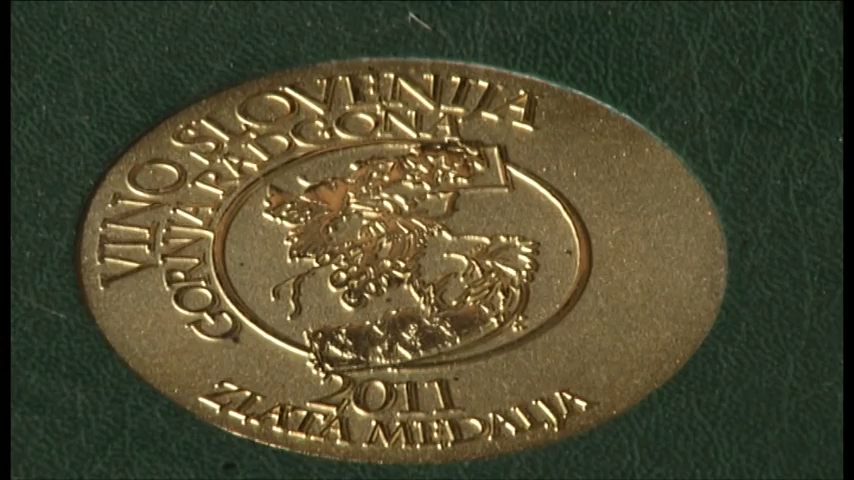 VINO SLOVENIJA
GORNJA RADGONA
2011
ZLATA MEDALJA